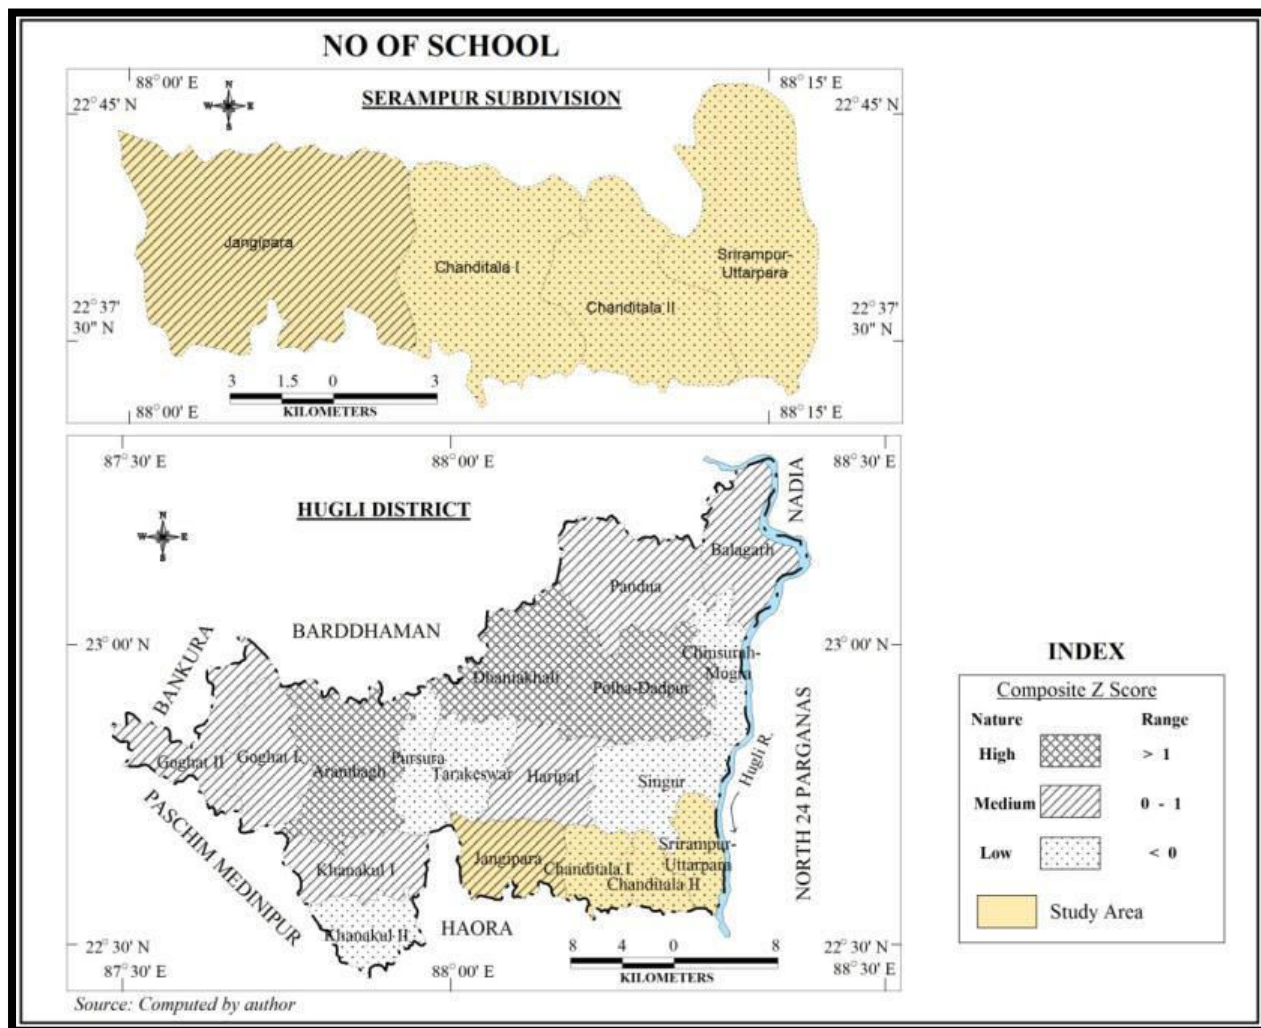 NO OF SCHOOL
88° 00' E
88° 15' E
N
W E
S
SERAMPUR SUBDIVISION
22° 45' N
22° 45' N
Jangipara
Chanditala I
Srirampur-
Uttarpara
Chanditala II
22° 37'
30" N
22° 37'
30" N
3 1.5 0 3
KILOMETERS
88° 00' E
88° 15' E
87° 30' E
88° 00' E
88° 30' E
HUGLI DISTRICT
N
W E
S
NADIA
Balagarh
Pandua
BARDDHAMAN
23° 00' N
23° 00' N
BANKURA
Chinsurah-
Mogra
Dhaniakhali
Polba-Dadpur
Goghat II
Goghat I
Arambagh
Pursura
Tarakeswar
Haripal
Singur
Hugli R.
NORTH 24 PARGANAS
PASCHIM MEDINIPUR
Khanakul I
Jangipara
Chanditala I
Srirampur-
Uttarpara
Chanditala II
Khanakul II
HAORA
22° 30' N
22° 30' N
8 4 0 8
KILOMETERS
87° 30' E
88° 00' E
88° 30' E
Source: Computed by author
INDEX
Composite Z Score
Nature Range
High > 1
Medium 0 - 1
Low < 0
Study Area